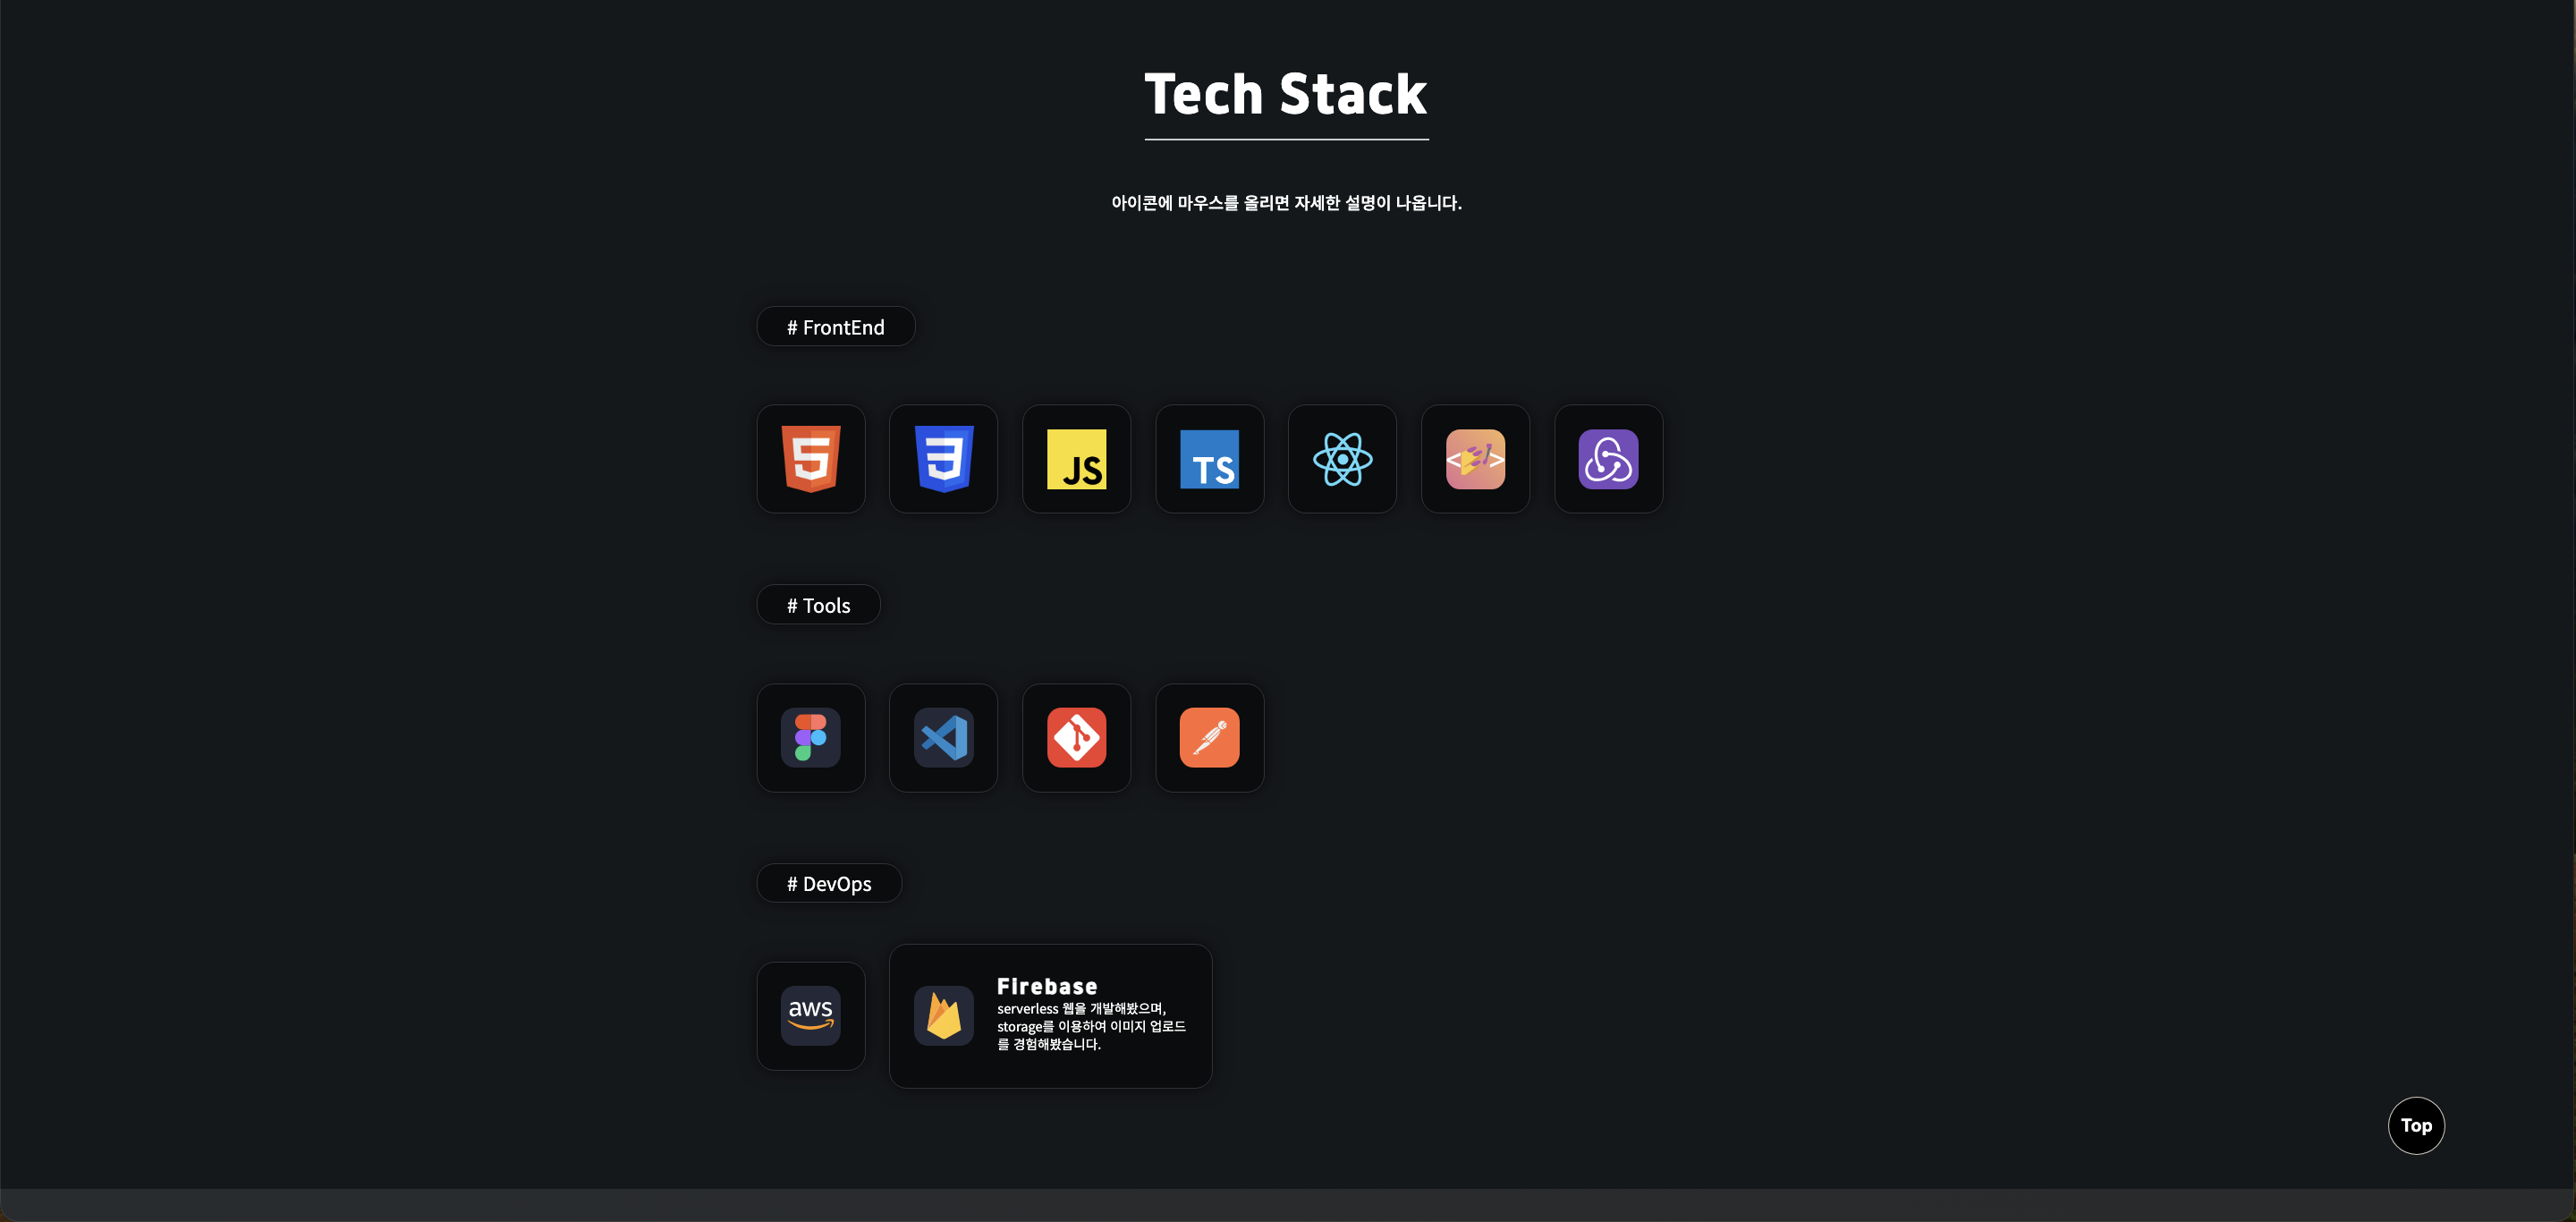 Tech Stack
아이콘에 마우스를 올리면 자세한 설명이 나옵니다.
# FrontEnd
5
3
JS
TS
< >
# Tools
# DevOps
aws
Firebase
serverless 웹을 개발해봤으며,
storage를 이용하여 이미지 업로드
를 경험해봤습니다.
Top